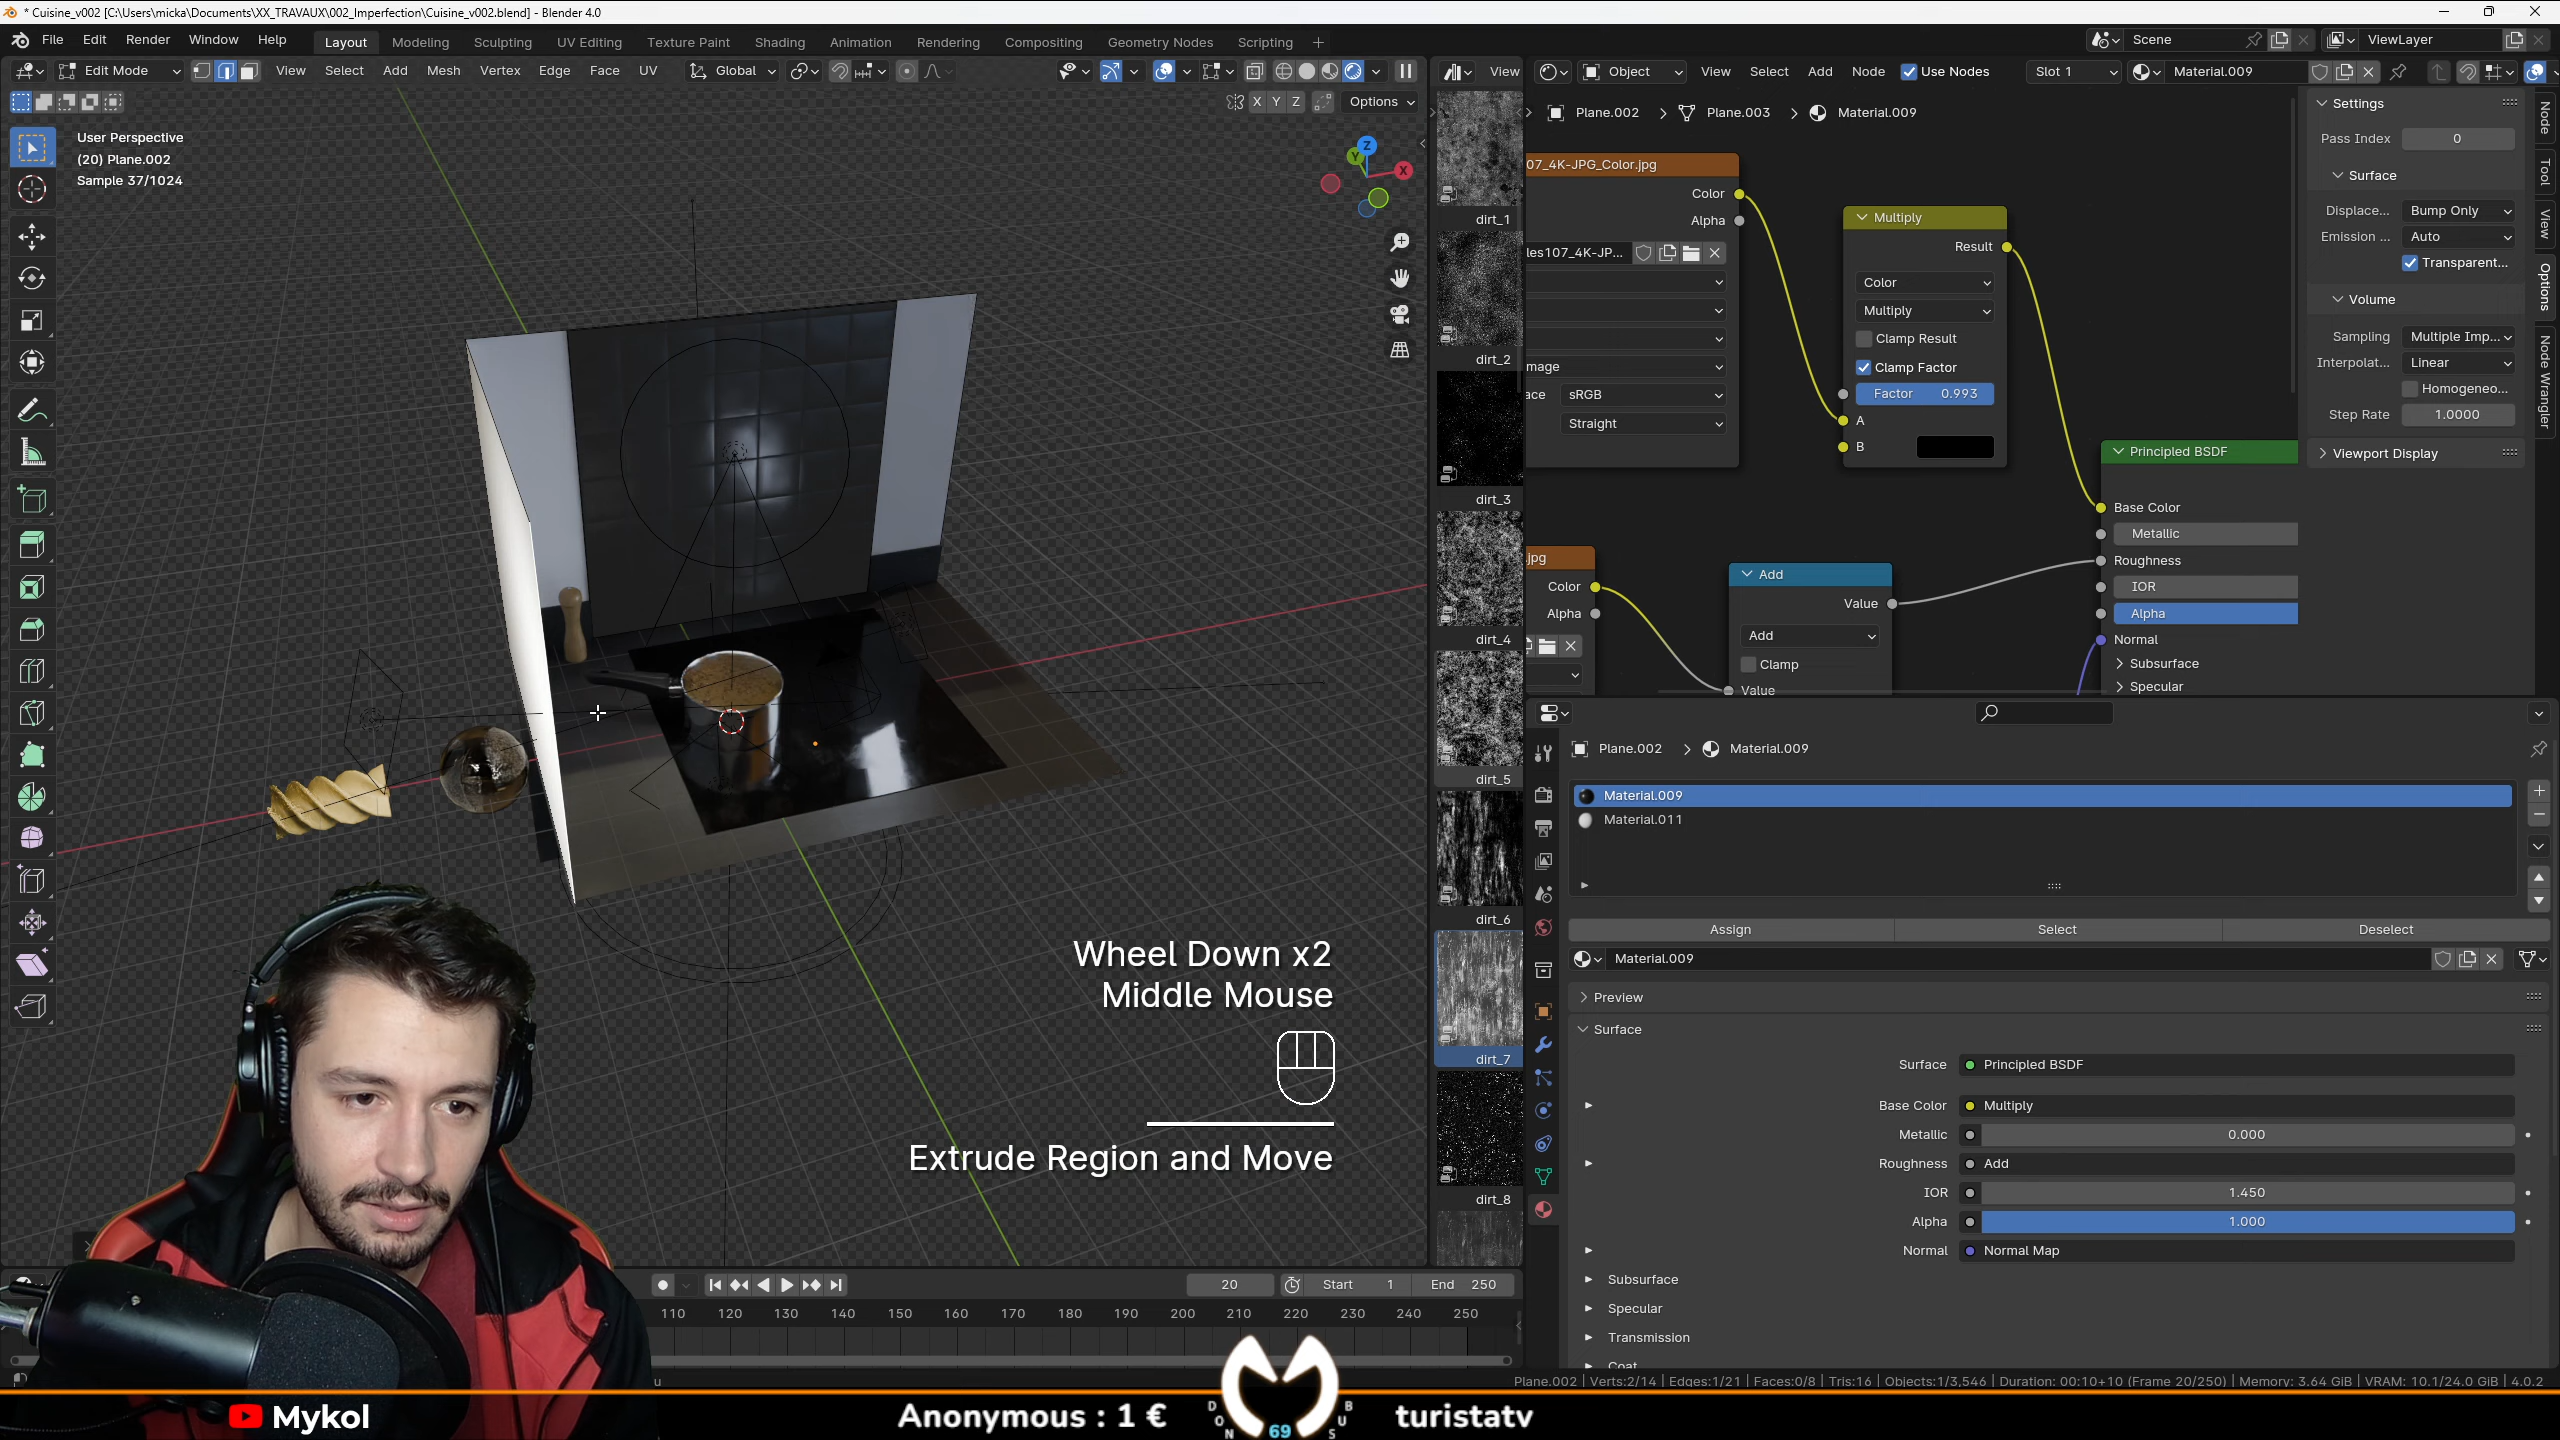 * Cuisine_v002 [C:\Users\micka\Documents\XX_TRAVAUX\002_Imperfection\Cuisine_v002.blend] - Blender 4.0
File Edit Render Window Help
Layout Modeling Sculpting UV Editing Texture Paint Shading Animation Rendering Compositing Geometry Nodes Scripting +
Scene
ViewLayer
Edit Mode View Select Add Mesh Vertex Edge Face UV Global
View
Object View Select Add Node Use Nodes Slot 1 Material.009
X Y Z Options
User Perspective
(20) Plane.002
Sample 37/1024
Z
Y
X
dirt_1
dirt_2
dirt_3
dirt_4
dirt_5
dirt_6
dirt_7
dirt_8
Plane.002 > Plane.003 > Material.009
07_4K-JPG_Color.jpg
Color
Alpha
les107_4K-JP...
mage
ace sRGB
Straight
Multiply
Result
Color
Multiply
Clamp Result
Clamp Factor
Factor 0.993
A
B
jpg
Color
Alpha
Add
Value
Add
Clamp
Value
Principled BSDF
Base Color
Metallic
Roughness
IOR
Alpha
Normal
Subsurface
Specular
Settings
Pass Index 0
Surface
Displace... Bump Only
Emission ... Auto
Transparent...
Volume
Sampling Multiple Imp...
Interpolat... Linear
Homogeneo...
Step Rate 1.0000
Viewport Display
Node
Tool
View
Options
Node Wrangler
Plane.002 > Material.009
Material.009
Material.011
Assign Select Deselect
Material.009
Preview
Surface
Surface Principled BSDF
Base Color Multiply
Metallic 0.000
Roughness Add
IOR 1.450
Alpha 1.000
Normal Normal Map
Subsurface
Specular
Transmission
Coat
Wheel Down x2
Middle Mouse
Extrude Region and Move
20 Start 1 End 250
110 120 130 140 150 160 170 180 190 200 210 220 230 240 250
Plane.002 | Verts:2/14 | Edges:1/21 | Faces:0/8 | Tris:16 | Objects:1/3,546 | Duration: 00:10+10 (Frame 20/250) | Memory: 3.64 GiB | VRAM: 10.1/24.0 GiB | 4.0.2
Mykol
Anonymous : 1 €
DON
69
BUS
turistatv